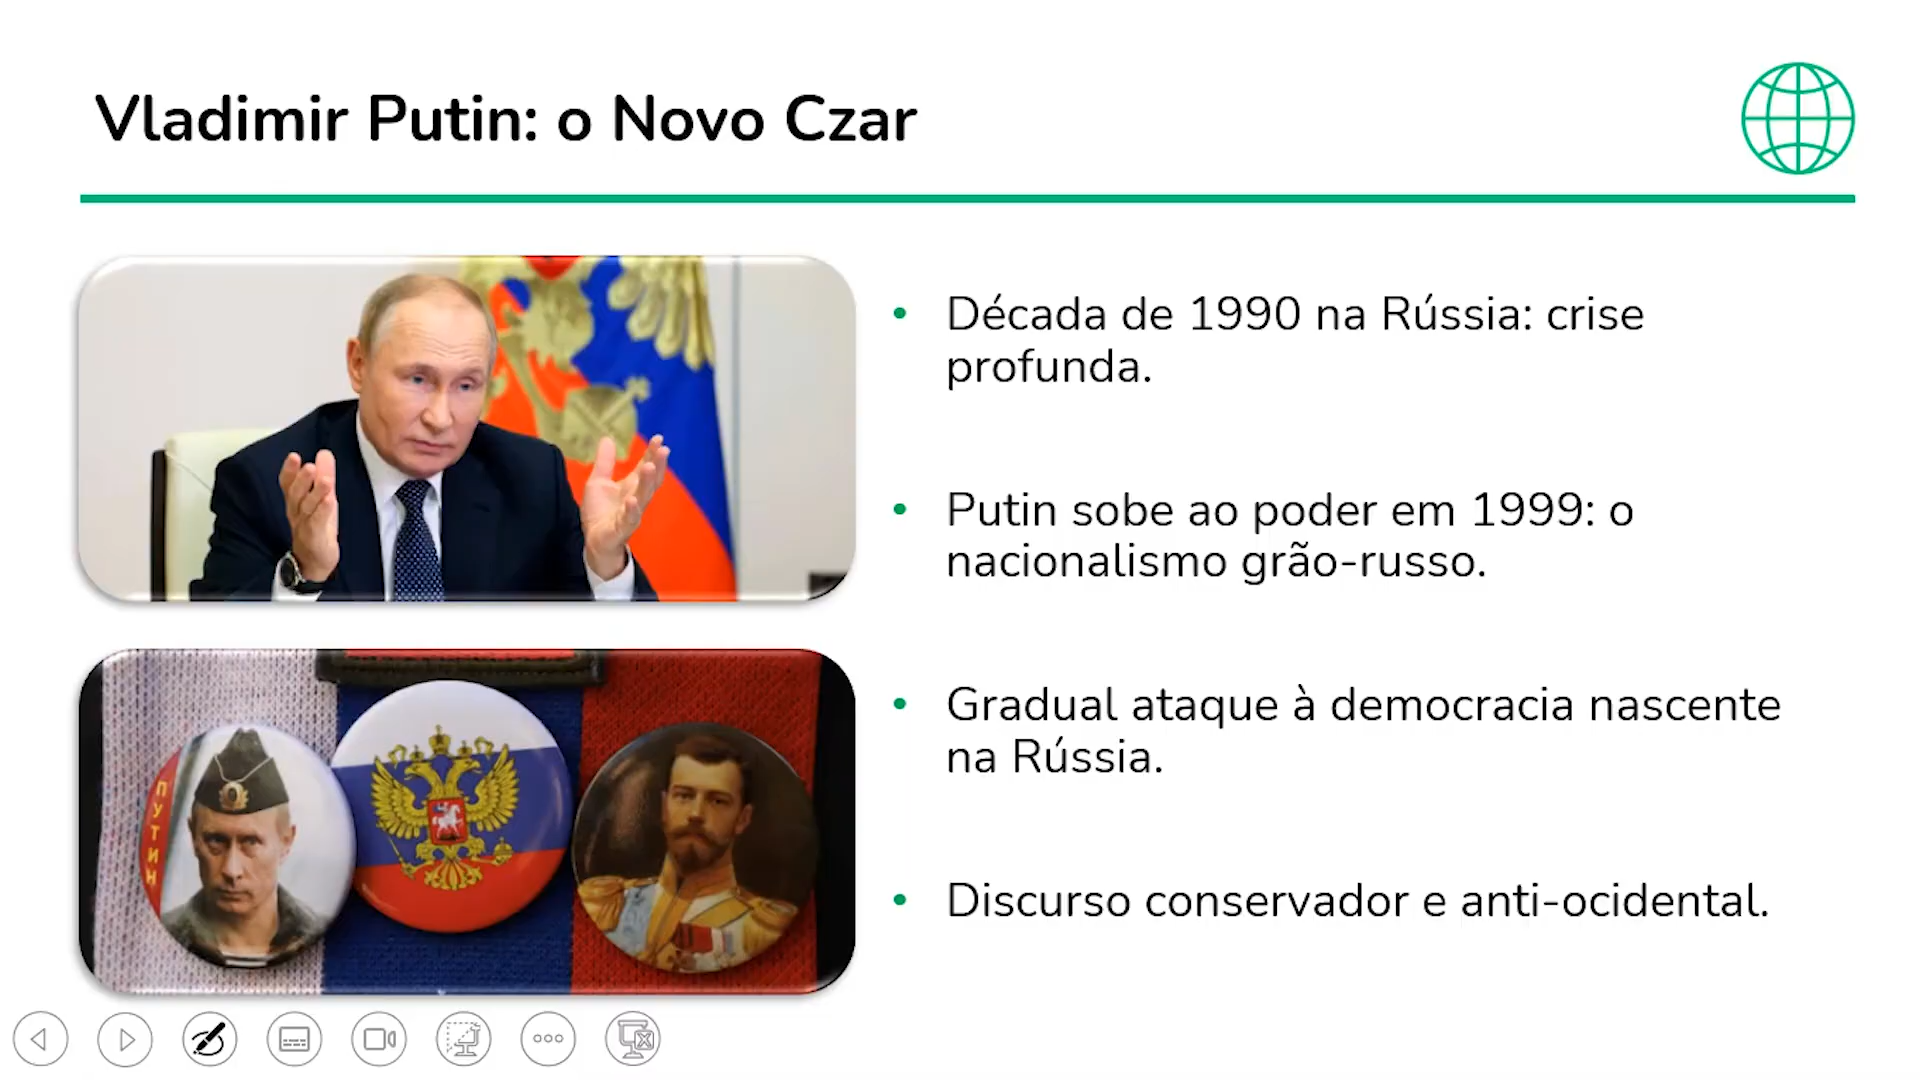 Vladimir Putin: o Novo Czar
• Década de 1990 na Rússia: crise
profunda.
• Putin sobe ao poder em 1999: o
nacionalismo grão-russo.
• Gradual ataque à democracia nascente
na Rússia.
• Discurso conservador e anti-ocidental.
ПУТИН